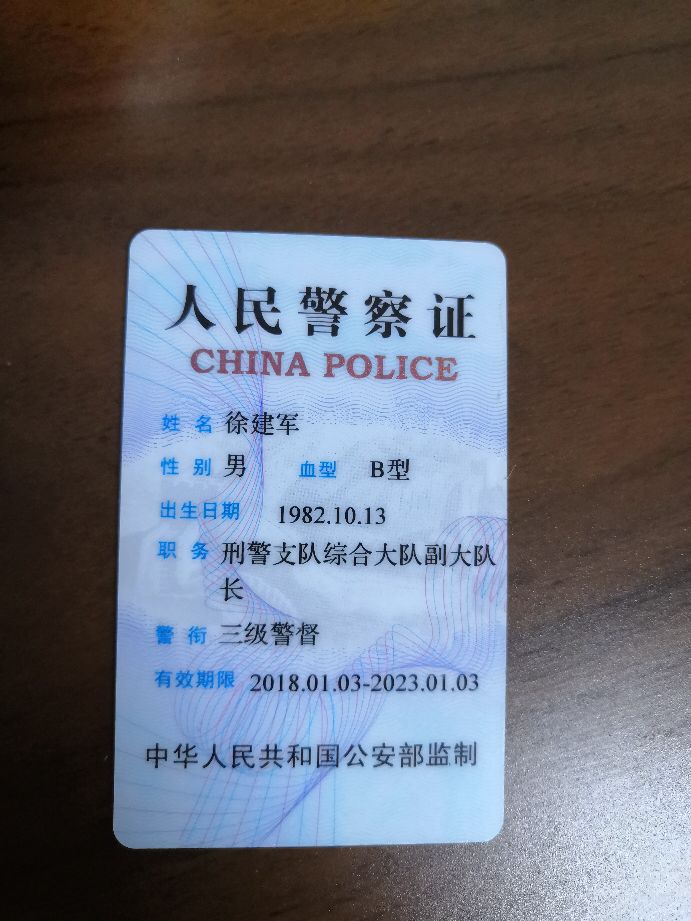 人民警察证
CHINA POLICE
姓名 徐建军
性别 男 血型 B型
出生日期 1982.10.13
职务 刑警支队综合大队副大队
长
警衔 三级警督
有效期限 2018.01.03-2023.01.03
中华人民共和国公安部监制